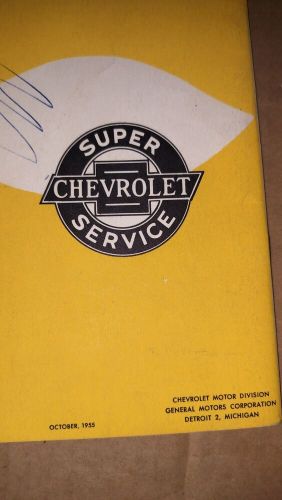 SUPER
CHEVROLET
SERVICE
CHEVROLET MOTOR DIVISION
GENERAL MOTORS CORPORATION
DETROIT 2, MICHIGAN
OCTOBER, 1955